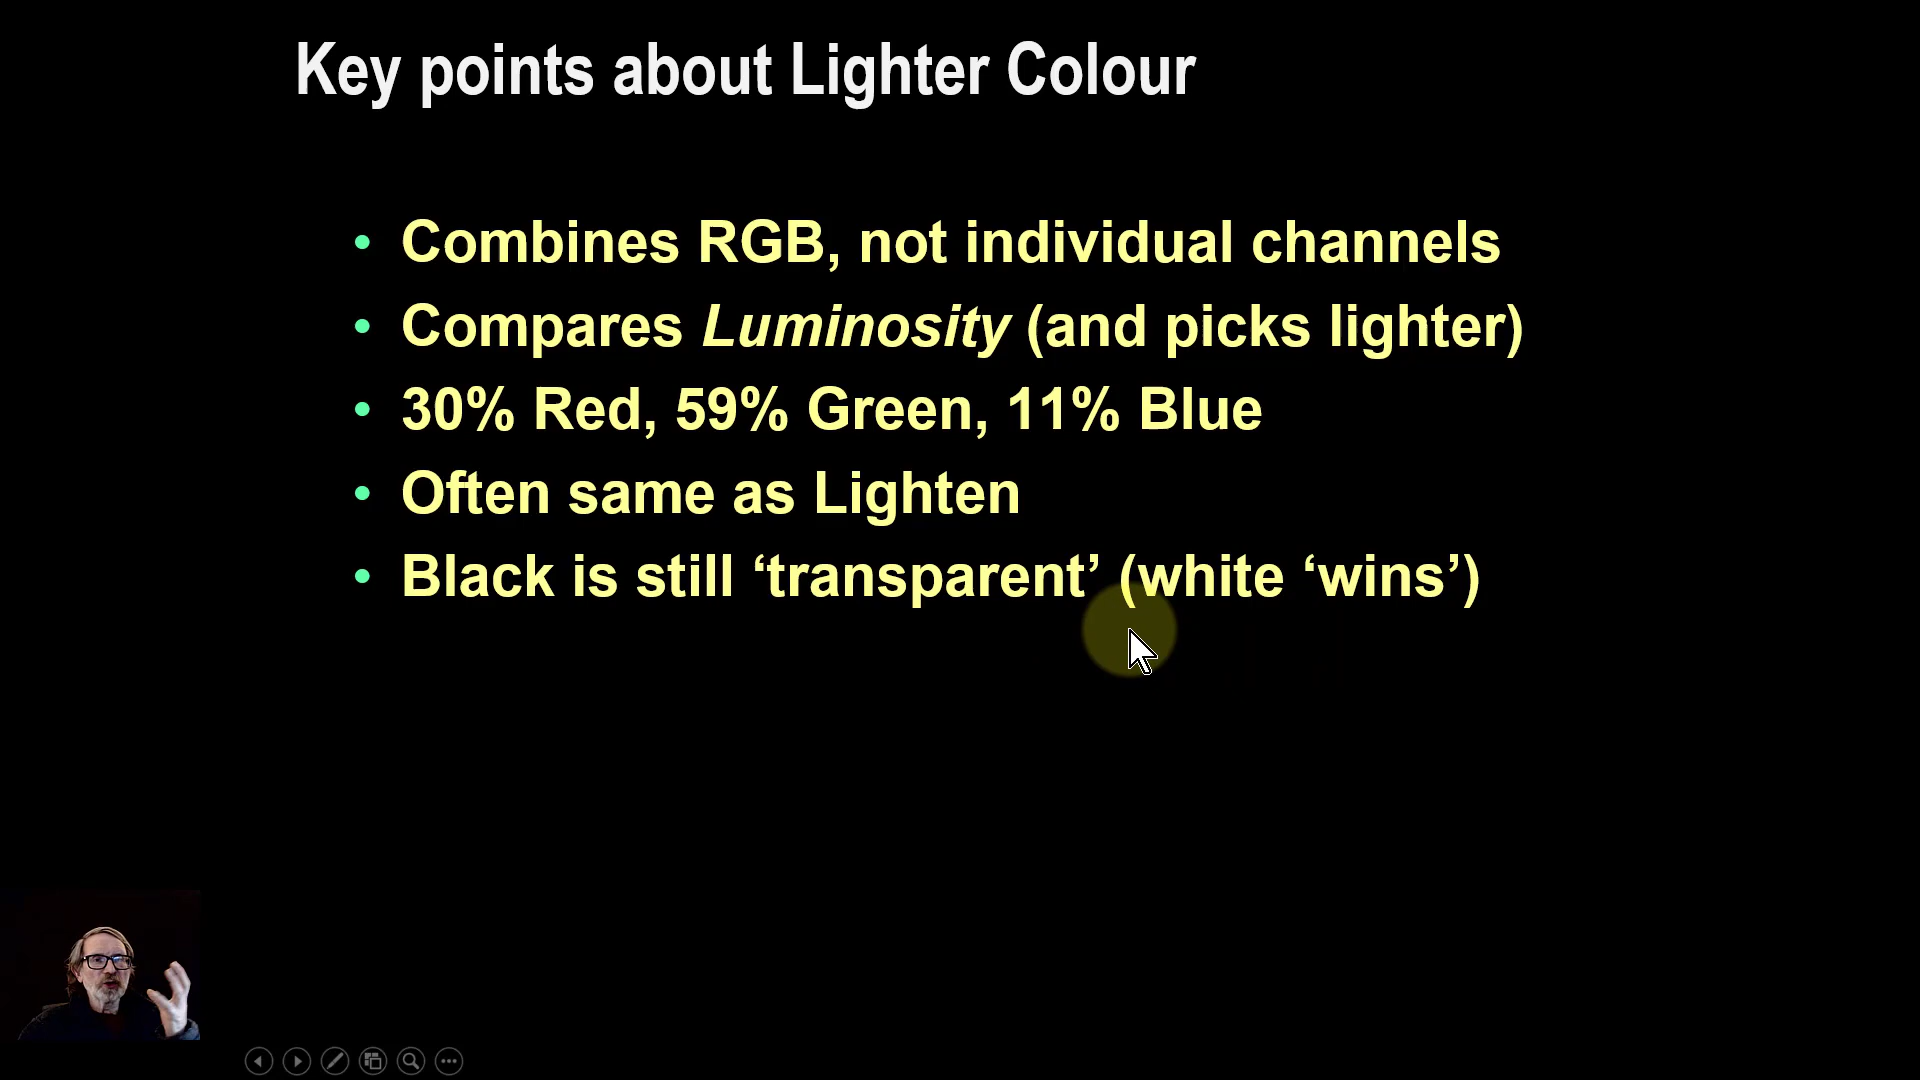 Key points about Lighter Colour
• Combines RGB, not individual channels
• Compares Luminosity (and picks lighter)
• 30% Red, 59% Green, 11% Blue
• Often same as Lighten
• Black is still ‘transparent’ (white ‘wins’)